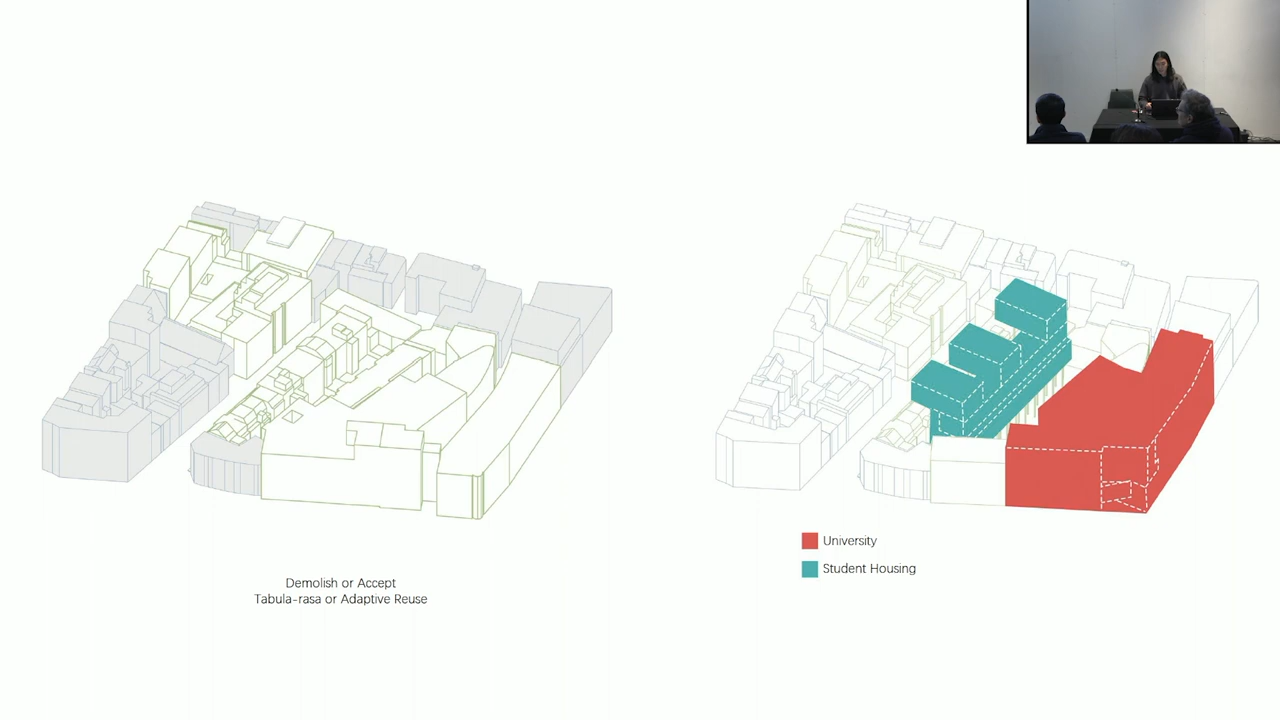 Demolish or Accept
Tabula-rasa or Adaptive Reuse
University
Student Housing